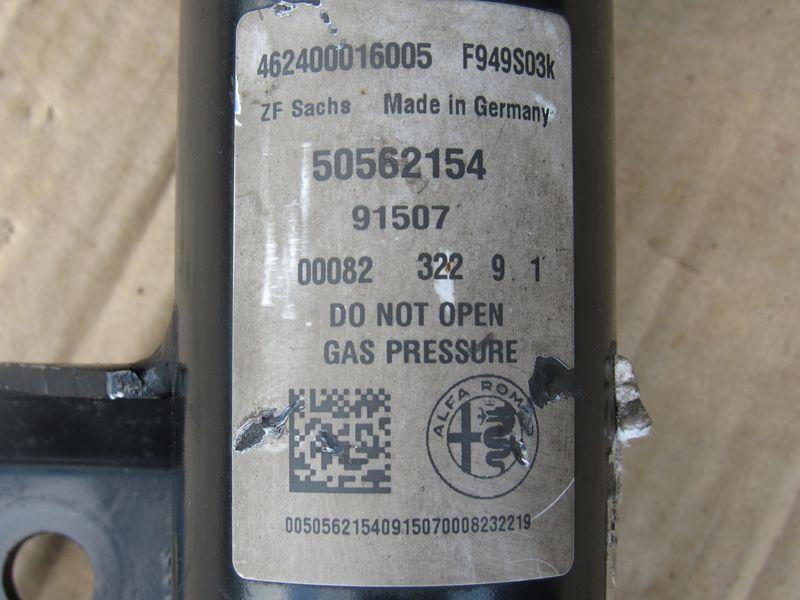 462400016005 F949S03k
ZF Sachs Made in Germany
50562154
91507
00082 322 9 1
DO NOT OPEN
GAS PRESSURE
ALFA ROMEO
00505621540915070008232219